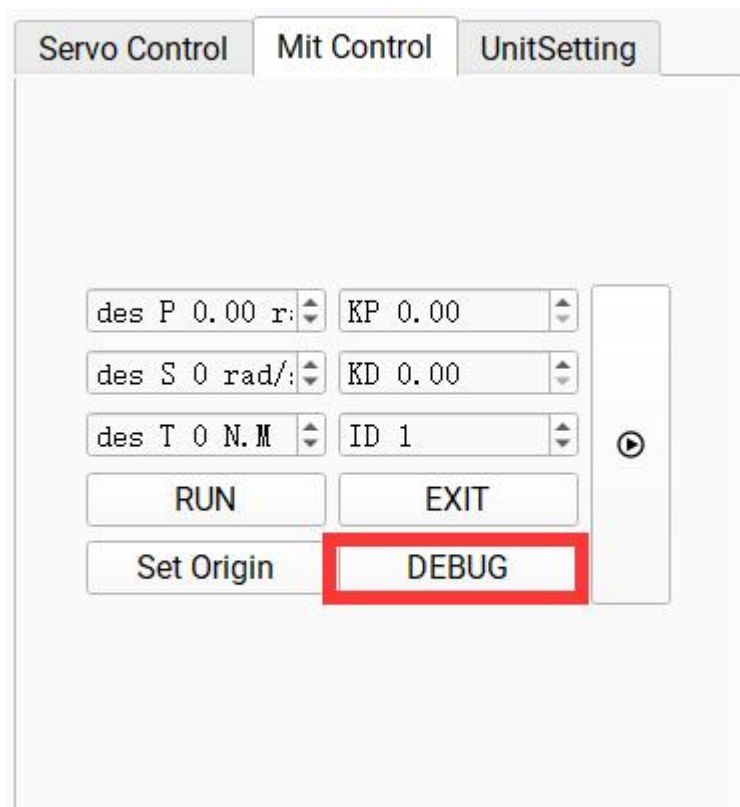 Servo Control Mit Control UnitSetting
des P 0.00 r KP 0.00
des S 0 rad/ KD 0.00
des T 0 N.M ID 1
RUN EXIT
Set Origin DEBUG